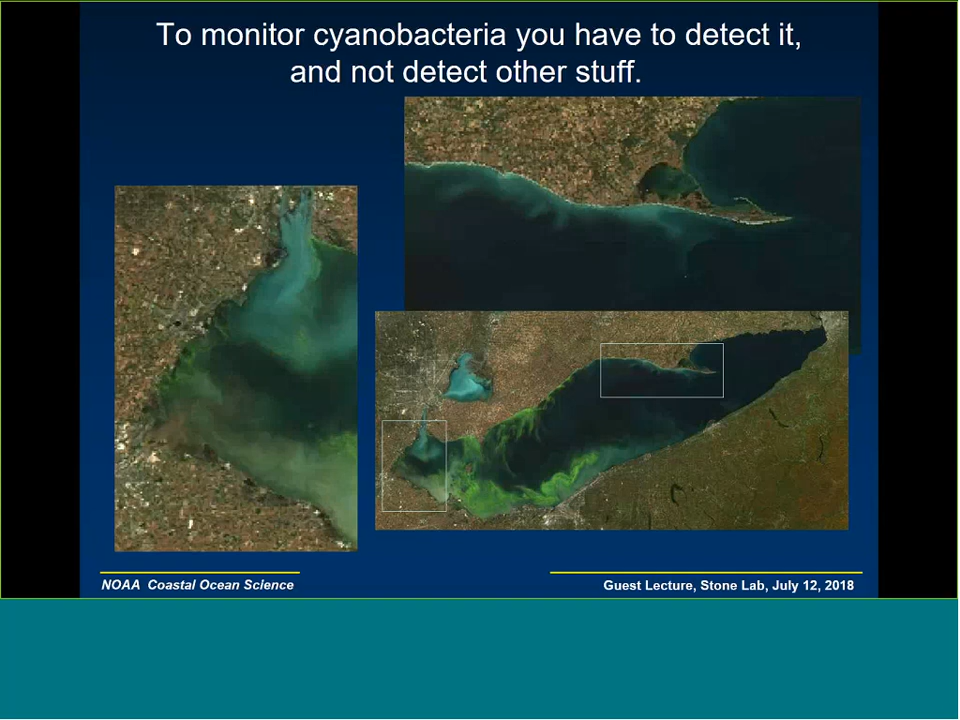 To monitor cyanobacteria you have to detect it,
and not detect other stuff.
NOAA Coastal Ocean Science
Guest Lecture, Stone Lab, July 12, 2018